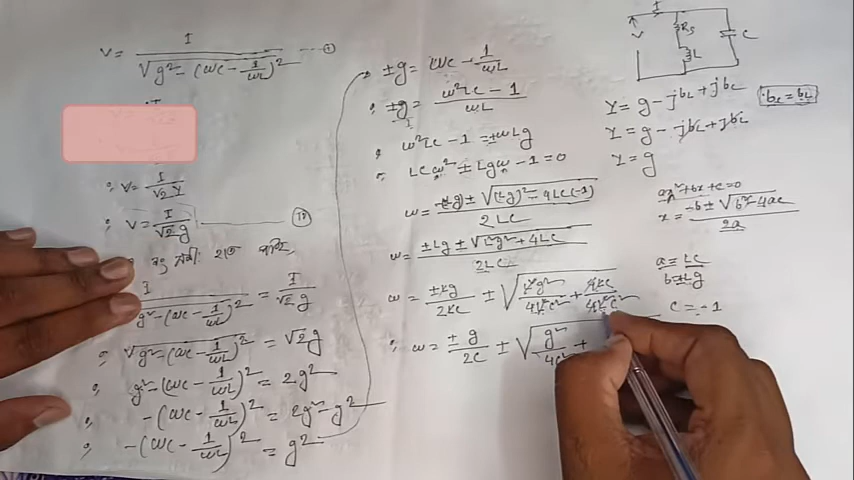 V = I / √(g² - (ωC - 1/ωL)²) ---- ①
∴ V = I / √2 Y
∴ V = I / √2 g ——— ⑪
I / √(g² - (ωC - 1/ωL)²) = I / √2 g
∴ √(g² - (ωC - 1/ωL)²) = √2 g
∴ g² - (ωC - 1/ωL)² = 2g²
∴ -(ωC - 1/ωL)² = 2g² - g²
∴ -(ωC - 1/ωL)² = g²
±g = ωC - 1/ωL
∴ ±g = (ω²LC - 1) / ωL
∴ ω²LC - 1 = ±ωLg
∴ LCω² ± Lgω - 1 = 0
ω = (±Lg ± √((Lg)² - 4LC(-1))) / 2LC
ω = (±Lg ± √(L²g² + 4LC)) / 2LC
ω = ±Lg / 2LC ± √(L²g² / 4L²C² + 4LC / 4L²C²)
∴ ω = ± g / 2C ± √(g² / 4C² +
I
V
Rs
L
C
Y = g - jbL + jbC
bC = bL
Y = g - jbL + jbC
Y = g
ax² + bx + c = 0
x = (-b ± √(b² - 4ac)) / 2a
a = LC
b = ±Lg
c = -1